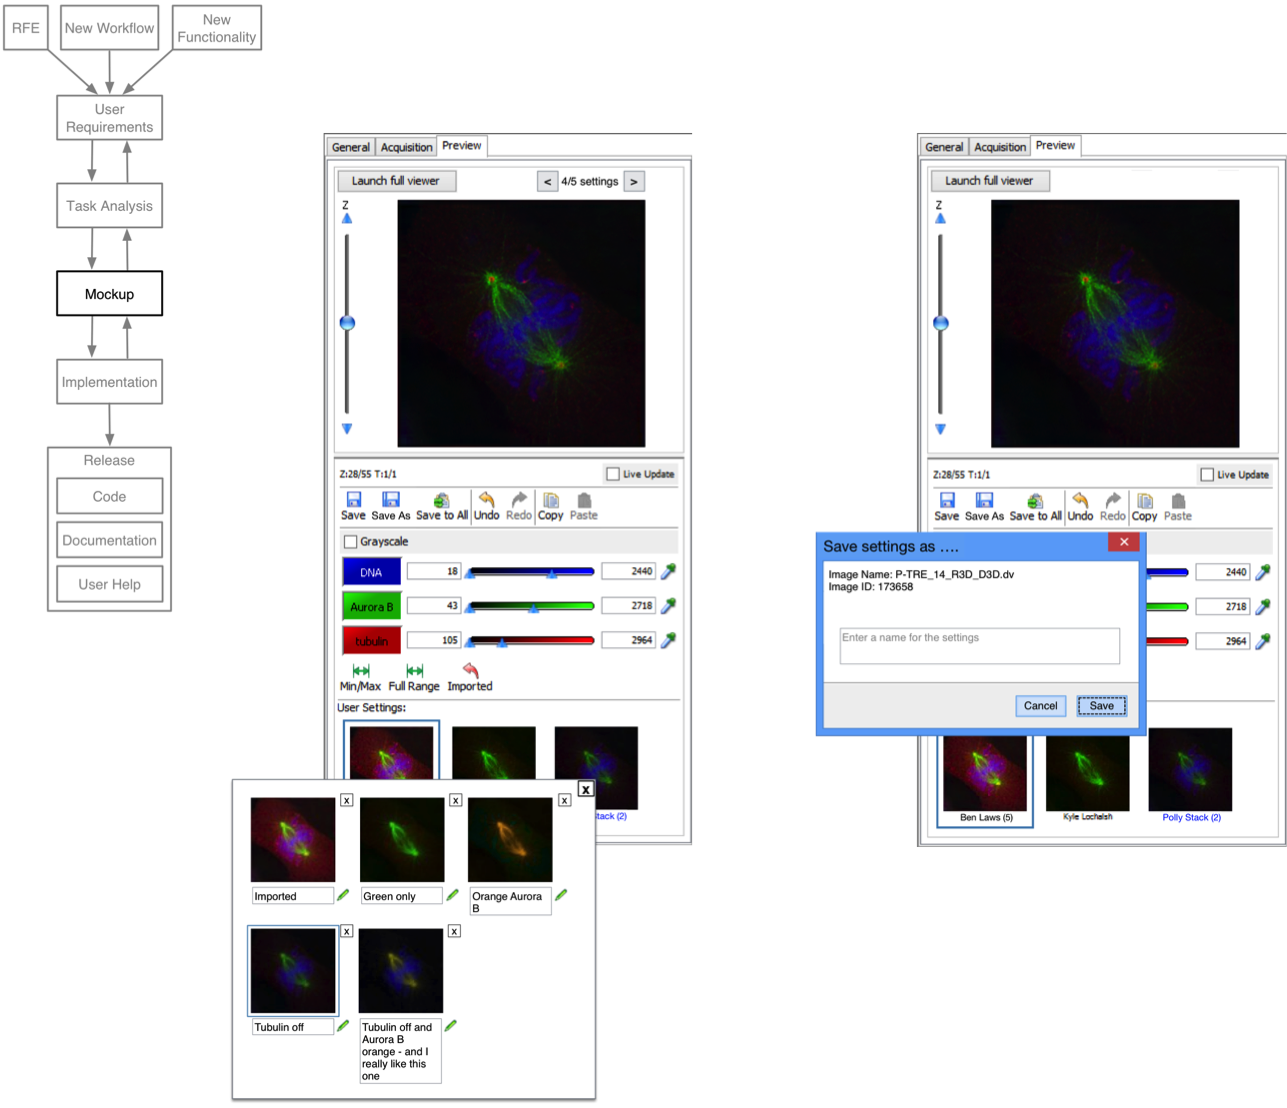 RFE
New Workflow
New
Functionality
User
Requirements
Task Analysis
Mockup
Implementation
Release
Code
Documentation
User Help
General
Acquisition
Preview
Launch full viewer
< 4/5 settings >
Z
Z:28/55 T:1/1
Live Update
Save
Save As
Save to All
Undo
Redo
Copy
Paste
Grayscale
DNA
18
2440
Aurora B
43
2718
tubulin
105
2964
Min/Max
Full Range
Imported
User Settings:
Stack (2)
X
x
x
x
Imported
Green only
Orange Aurora
B
x
x
Tubulin off
Tubulin off and
Aurora B
orange - and I
really like this
one
General
Acquisition
Preview
Launch full viewer
Z
Z:28/55 T:1/1
Live Update
Save
Save As
Save to All
Undo
Redo
Copy
Paste
Save settings as ....
Image Name: P-TRE_14_R3D_D3D.dv
Image ID: 173658
Enter a name for the settings
Cancel
Save
2440
2718
2964
Ben Laws (5)
Kyle Lochalsh
Polly Stack (2)